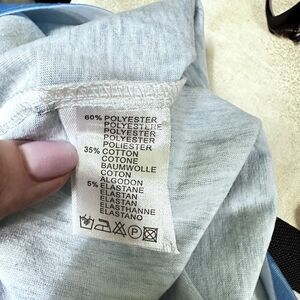 60% POLYESTER
POLYESTERE
POLYESTER
POLYESTER
POLIESTER
35% COTTON
COTONE
BAUMWOLLE
COTON
ALGODON
5% ELASTANE
ELASTAN
ELASTAN
ELASTHANNE
ELASTANO
P